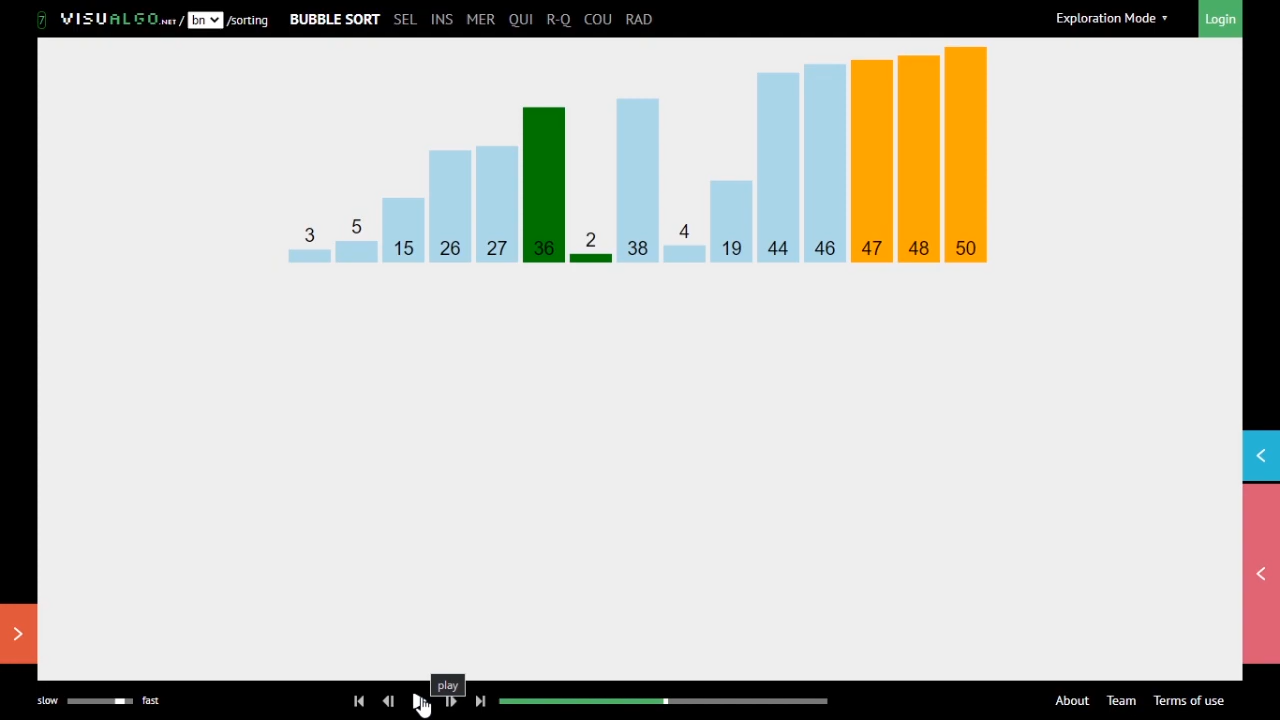 7 VISUALGO.NET / bn /sorting BUBBLE SORT SEL INS MER QUI R-Q COU RAD Exploration Mode ▾ Login
3 5 15 26 27 36 2 38 4 19 44 46 47 48 50
play
slow fast About Team Terms of use